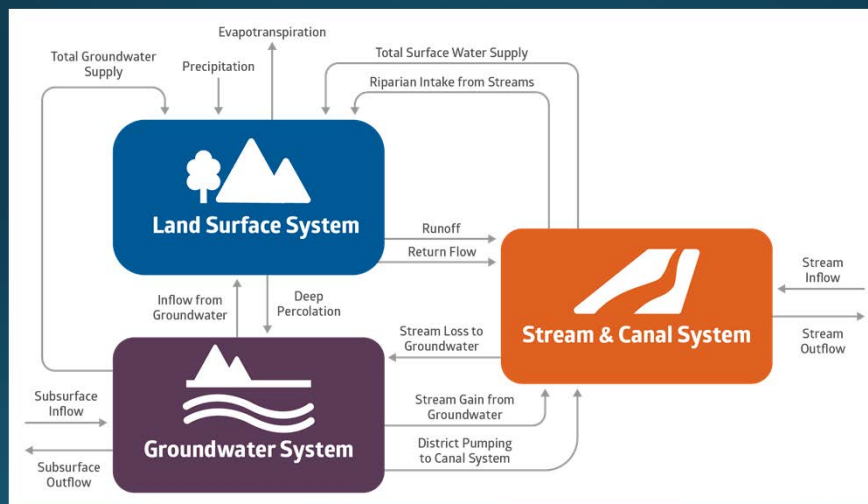 Evapotranspiration
Total Groundwater
Supply
Precipitation
Total Surface Water Supply
Riparian Intake from Streams
Land Surface System
Runoff
Return Flow
Inflow from
Groundwater
Deep
Percolation
Stream Loss to
Groundwater
Stream & Canal System
Stream
Inflow
Stream
Outflow
Subsurface
Inflow
Subsurface
Outflow
Groundwater System
Stream Gain from
Groundwater
District Pumping
to Canal System